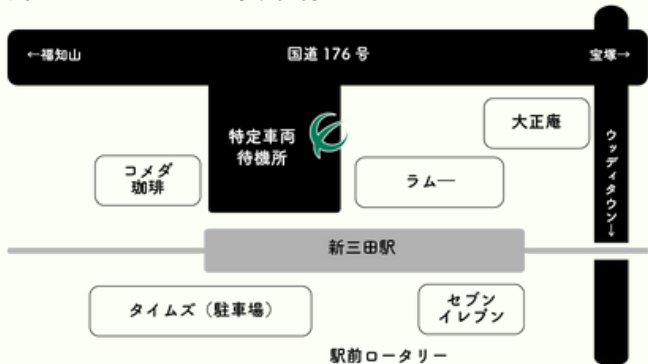 ←福知山
国道176号
宝塚→
特定車両
待機所
大正庵
コメダ
珈琲
ラムー
ウッディタウン↓
新三田駅
タイムズ（駐車場）
セブン
イレブン
駅前ロータリー